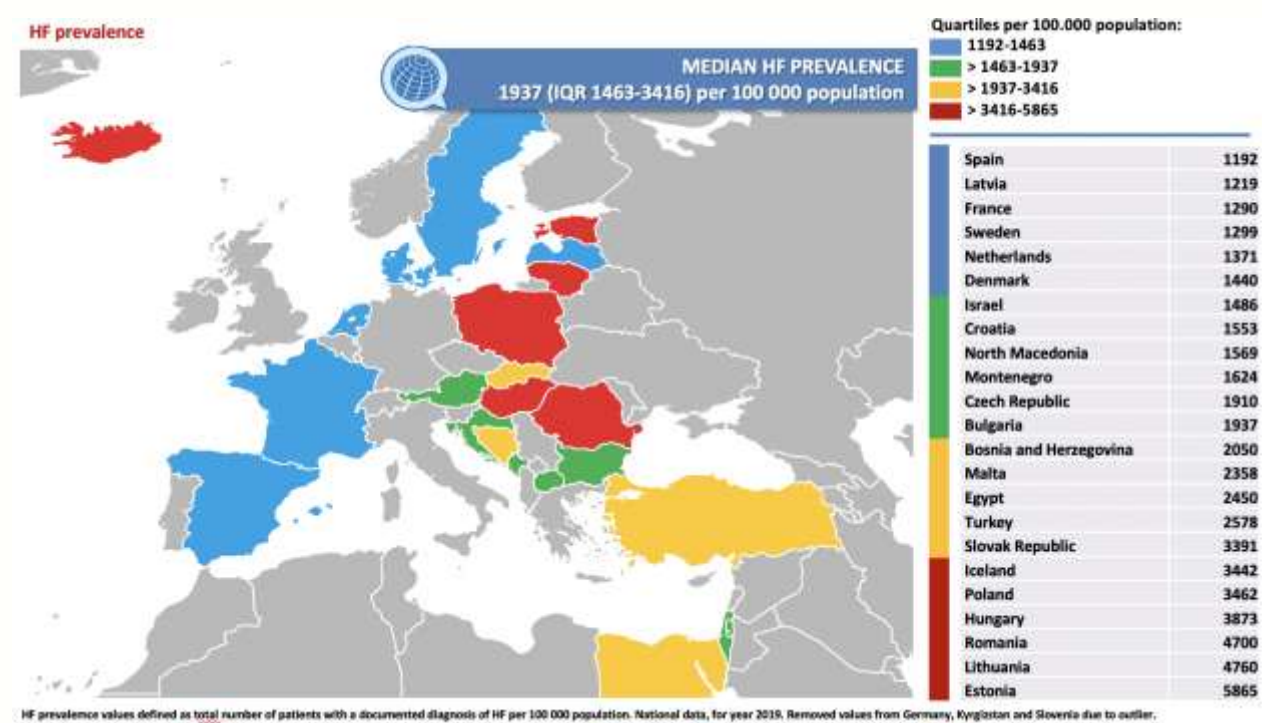 HF prevalence
MEDIAN HF PREVALENCE
1937 (IQR 1463-3416) per 100 000 population
Quartiles per 100.000 population:
1192-1463
> 1463-1937
> 1937-3416
> 3416-5865
Spain 1192
Latvia 1219
France 1290
Sweden 1299
Netherlands 1371
Denmark 1440
Israel 1486
Croatia 1553
North Macedonia 1569
Montenegro 1624
Czech Republic 1910
Bulgaria 1937
Bosnia and Herzegovina 2050
Malta 2358
Egypt 2450
Turkey 2578
Slovak Republic 3391
Iceland 3442
Poland 3462
Hungary 3873
Romania 4700
Lithuania 4760
Estonia 5865
HF prevalence values defined as total number of patients with a documented diagnosis of HF per 100 000 population. National data, for year 2019. Removed values from Germany, Kyrgizstan and Slovenia due to outlier.